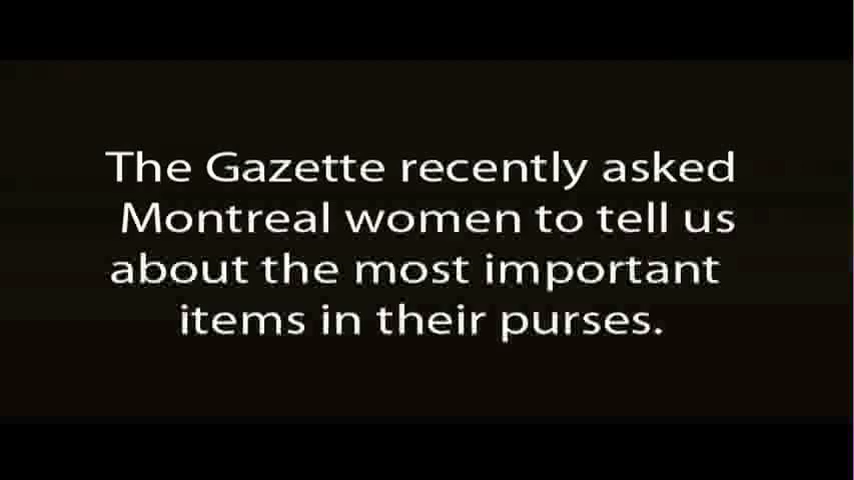 The Gazette recently asked
Montreal women to tell us
about the most important
items in their purses.